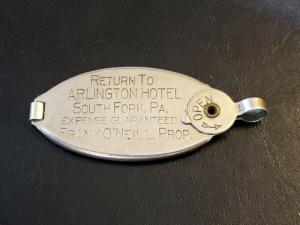 RETURN TO
ARLINGTON HOTEL
SOUTH FORK, PA.
EXPENSE GUARANTEED
FRANK O'NEILL, PROP.
OPEN